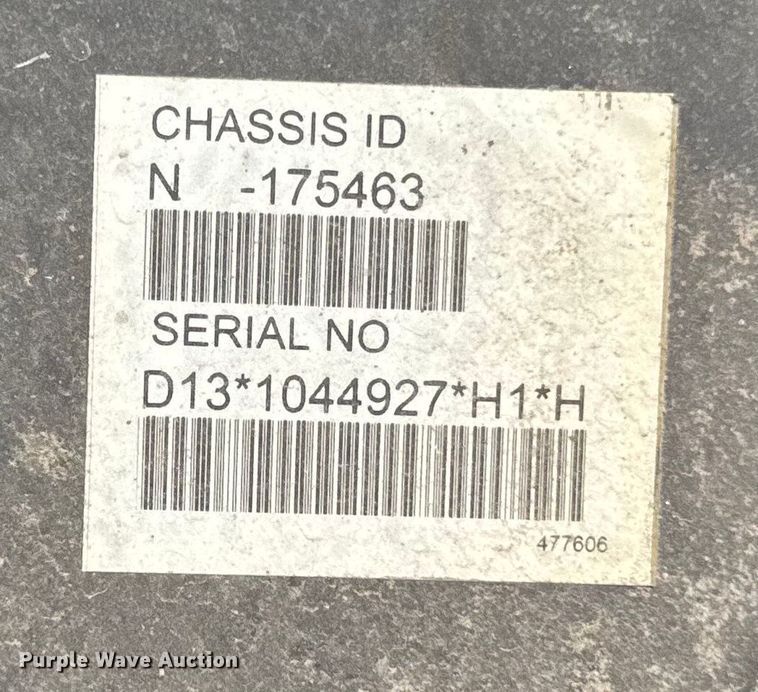 CHASSIS ID
N -175463
SERIAL NO
D13*1044927*H1*H
477606
Purple Wave Auction